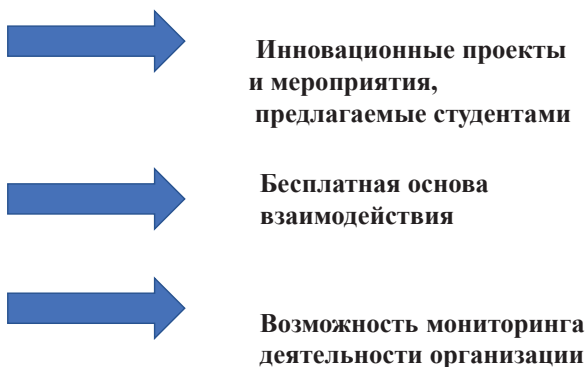 Инновационные проекты
и мероприятия,
предлагаемые студентами
Бесплатная основа
взаимодействия
Возможность мониторинга
деятельности организации